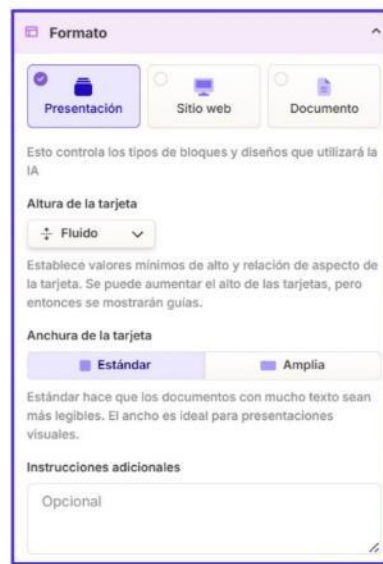 Formato
Presentación
Sitio web
Documento
Esto controla los tipos de bloques y diseños que utilizará la
IA
Altura de la tarjeta
Fluido
Establece valores mínimos de alto y relación de aspecto de
la tarjeta. Se puede aumentar el alto de las tarjetas, pero
entonces se mostrarán guías.
Anchura de la tarjeta
Estándar
Amplia
Estándar hace que los documentos con mucho texto sean
más legibles. El ancho es ideal para presentaciones
visuales.
Instrucciones adicionales
Opcional